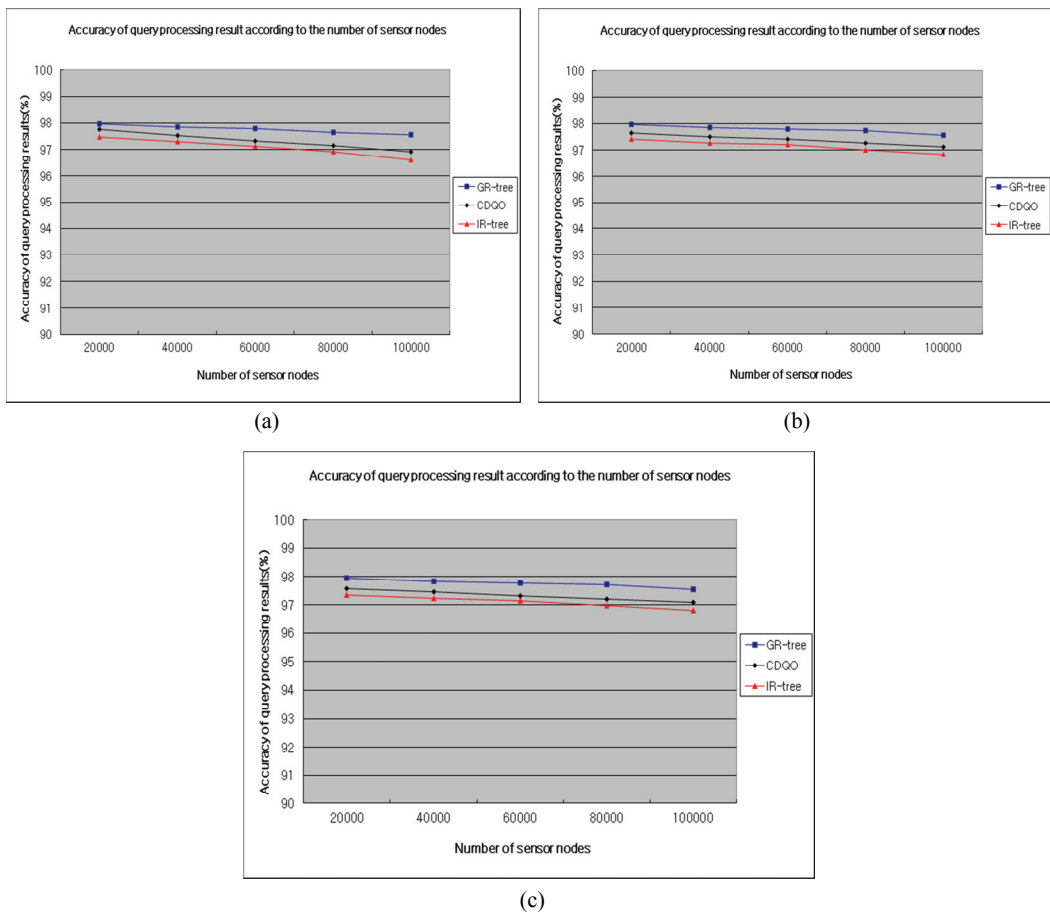 Accuracy of query processing result according to the number of sensor nodes
Accuracy of query processing results(%)
100
99
98
97
96
95
94
93
92
91
90
20000 40000 60000 80000 100000
Number of sensor nodes
GR-tree
CDQO
IR-tree
(a)
Accuracy of query processing result according to the number of sensor nodes
Accuracy of query processing results(%)
100
99
98
97
96
95
94
93
92
91
90
20000 40000 60000 80000 100000
Number of sensor nodes
GR-tree
CDQO
IR-tree
(b)
Accuracy of query processing result according to the number of sensor nodes
Accuracy of query processing results(%)
100
99
98
97
96
95
94
93
92
91
90
20000 40000 60000 80000 100000
Number of sensor nodes
GR-tree
CDQO
IR-tree
(c)